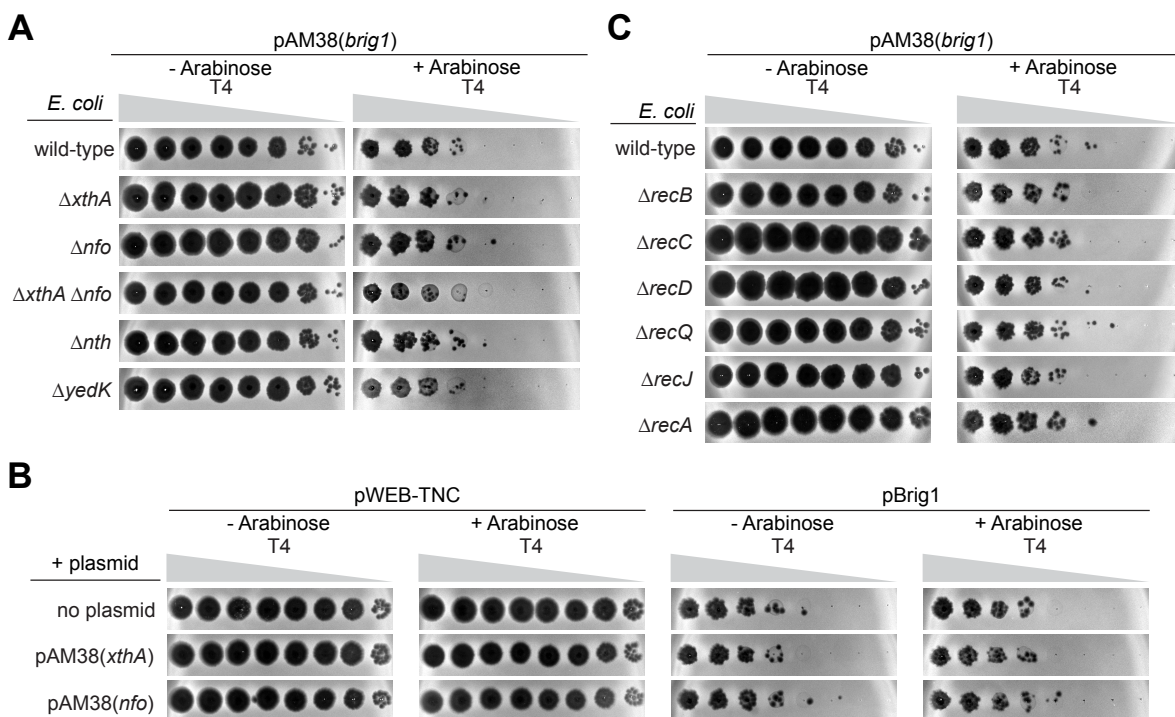 A
pAM38(brig1)
- Arabinose
+ Arabinose
T4
T4
E. coli
wild-type
ΔxthA
Δnfo
ΔxthA Δnfo
Δnth
ΔyedK
C
pAM38(brig1)
- Arabinose
+ Arabinose
T4
T4
E. coli
wild-type
ΔrecB
ΔrecC
ΔrecD
ΔrecQ
ΔrecJ
ΔrecA
B
pWEB-TNC
pBrig1
- Arabinose
+ Arabinose
- Arabinose
+ Arabinose
T4
T4
T4
T4
+ plasmid
no plasmid
pAM38(xthA)
pAM38(nfo)